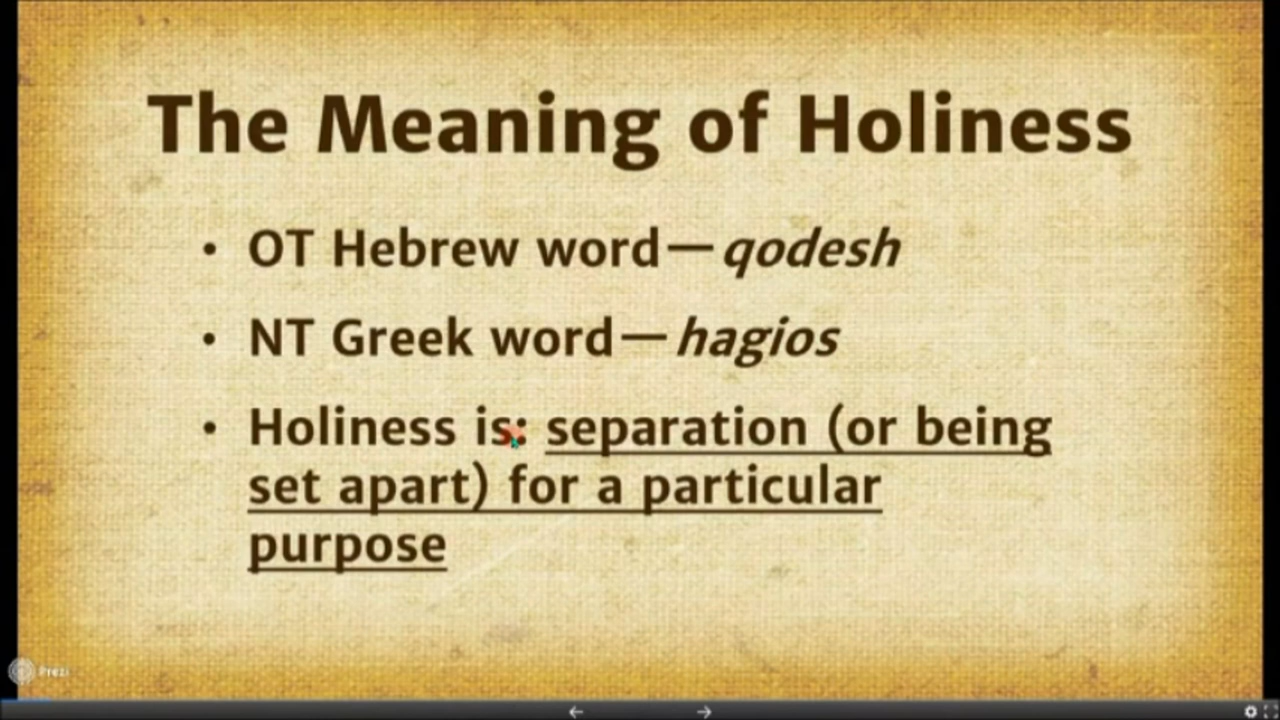 The Meaning of Holiness
• OT Hebrew word—qodesh
• NT Greek word—hagios
• Holiness is: separation (or being
set apart) for a particular
purpose
Prezi